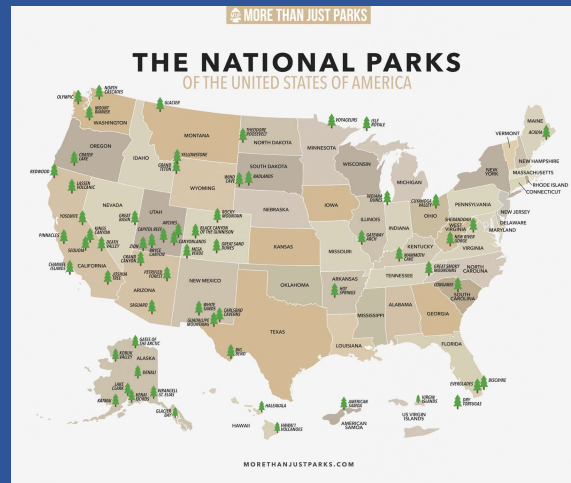 MORE THAN JUST PARKS
THE NATIONAL PARKS
OF THE UNITED STATES OF AMERICA
NORTH
CASCADES
OLYMPIC
MOUNT
RAINIER
WASHINGTON
GLACIER
VOYAGEURS
ISLE
ROYALE
MAINE
ACADIA
MONTANA
THEODORE
ROOSEVELT
NORTH DAKOTA
MINNESOTA
VERMONT
OREGON
CRATER
LAKE
IDAHO
YELLOWSTONE
GRAND
TETON
SOUTH DAKOTA
WISCONSIN
NEW HAMPSHIRE
NEW
YORK
MASSACHUSETTS
REDWOOD
WIND
CAVE
BADLANDS
MICHIGAN
RHODE ISLAND
CONNECTICUT
LASSEN
VOLCANIC
WYOMING
INDIANA
DUNES
CUYAHOGA
VALLEY
PENNSYLVANIA
NEVADA
NEBRASKA
IOWA
NEW JERSEY
YOSEMITE
GREAT
BASIN
UTAH
ROCKY
MOUNTAIN
ILLINOIS
INDIANA
OHIO
SHENANDOAH
WEST
VIRGINIA
DELAWARE
MARYLAND
PINNACLES
KINGS
CANYON
CAPITOL REEF
ARCHES
BLACK CANYON
OF THE GUNNISON
GATEWAY
ARCH
NEW RIVER
GORGE
VIRGINIA
SEQUOIA
DEATH
VALLEY
ZION
BRYCE
CANYON
CANYONLANDS
GREAT SAND
DUNES
KANSAS
MISSOURI
KENTUCKY
MAMMOTH
CAVE
CHANNEL
ISLANDS
CALIFORNIA
GRAND
CANYON
MESA
VERDE
GREAT SMOKY
MOUNTAINS
NORTH
CAROLINA
JOSHUA
TREE
PETRIFIED
FOREST
NEW MEXICO
OKLAHOMA
ARKANSAS
TENNESSEE
ARIZONA
HOT
SPRINGS
CONGAREE
SOUTH
CAROLINA
SAGUARO
WHITE
SANDS
CARLSBAD
CAVERNS
GUADALUPE
MOUNTAINS
MISSISSIPPI
ALABAMA
GEORGIA
TEXAS
GATES OF
THE ARCTIC
LOUISIANA
FLORIDA
KOBUK
VALLEY
ALASKA
BIG
BEND
DENALI
BISCAYNE
EVERGLADES
LAKE
CLARK
WRANGELL
ST. ELIAS
KENAI
FJORDS
KATMAI
GLACIER
BAY
HALEAKALA
AMERICAN
SAMOA
VIRGIN
ISLANDS
DRY
TORTUGAS
HAWAII
HAWAI'I
VOLCANOES
AMERICAN
SAMOA
US VIRGIN
ISLANDS
MORETHANJUSTPARKS.COM